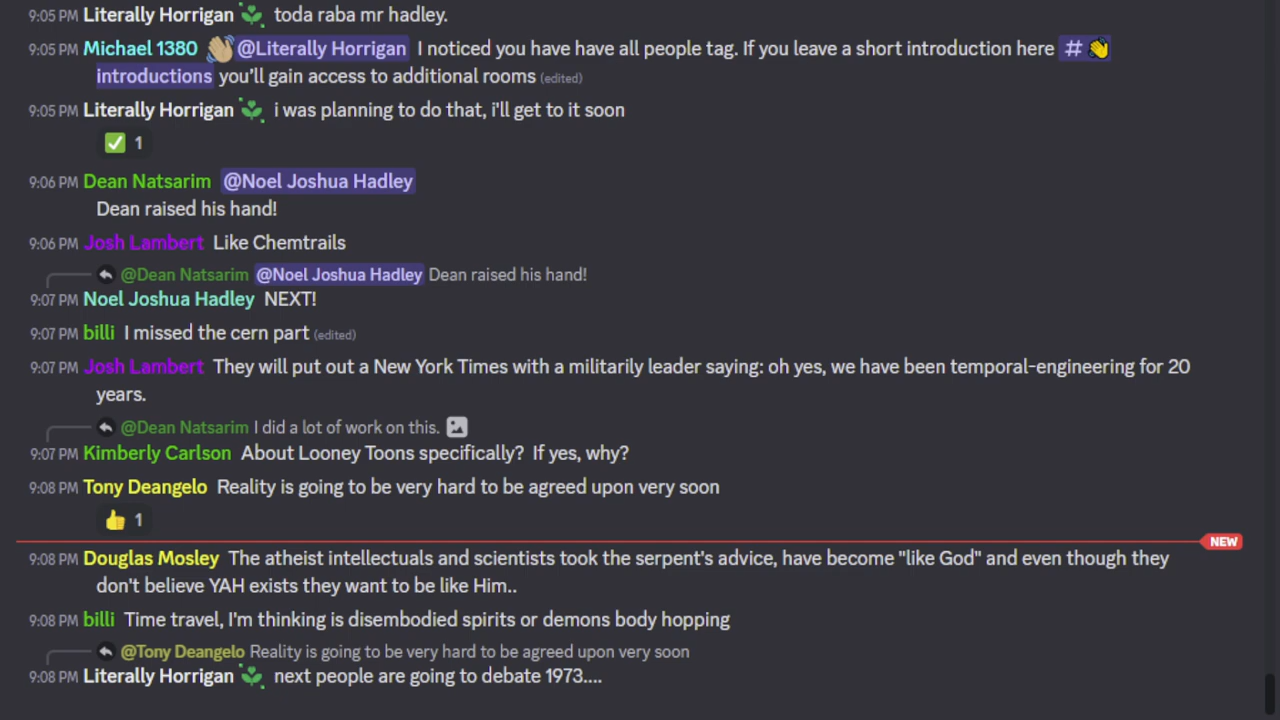 9:05 PM Literally Horrigan toda raba mr hadley.
9:05 PM Michael 1380 👋 @Literally Horrigan I noticed you have have all people tag. If you leave a short introduction here # 👋
introductions you'll gain access to additional rooms (edited)
9:05 PM Literally Horrigan i was planning to do that, i'll get to it soon
✅ 1
9:06 PM Dean Natsarim @Noel Joshua Hadley
Dean raised his hand!
9:06 PM Josh Lambert Like Chemtrails
@Dean Natsarim @Noel Joshua Hadley Dean raised his hand!
9:07 PM Noel Joshua Hadley NEXT!
9:07 PM billi I missed the cern part (edited)
9:07 PM Josh Lambert They will put out a New York Times with a militarily leader saying: oh yes, we have been temporal-engineering for 20
years.
@Dean Natsarim I did a lot of work on this.
9:07 PM Kimberly Carlson About Looney Toons specifically? If yes, why?
9:08 PM Tony Deangelo Reality is going to be very hard to be agreed upon very soon
👍 1
NEW
9:08 PM Douglas Mosley The atheist intellectuals and scientists took the serpent's advice, have become "like God" and even though they
don't believe YAH exists they want to be like Him..
9:08 PM billi Time travel, I'm thinking is disembodied spirits or demons body hopping
@Tony Deangelo Reality is going to be very hard to be agreed upon very soon
9:08 PM Literally Horrigan next people are going to debate 1973....